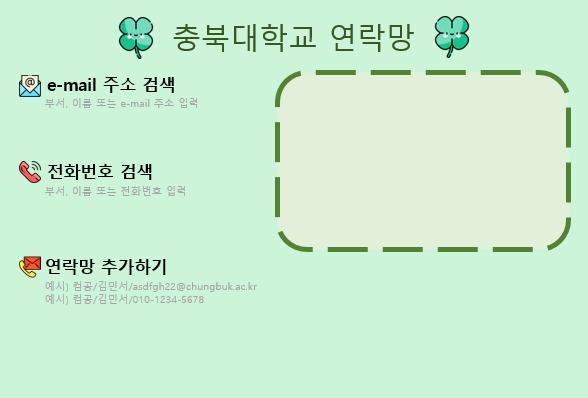 충북대학교 연락망
e-mail 주소 검색
부서, 이름 또는 e-mail 주소 입력
전화번호 검색
부서, 이름 또는 전화번호 입력
연락망 추가하기
예시) 컴공/김민서/asdfgh22@chungbuk.ac.kr
예시) 컴공/김민서/010-1234-5678